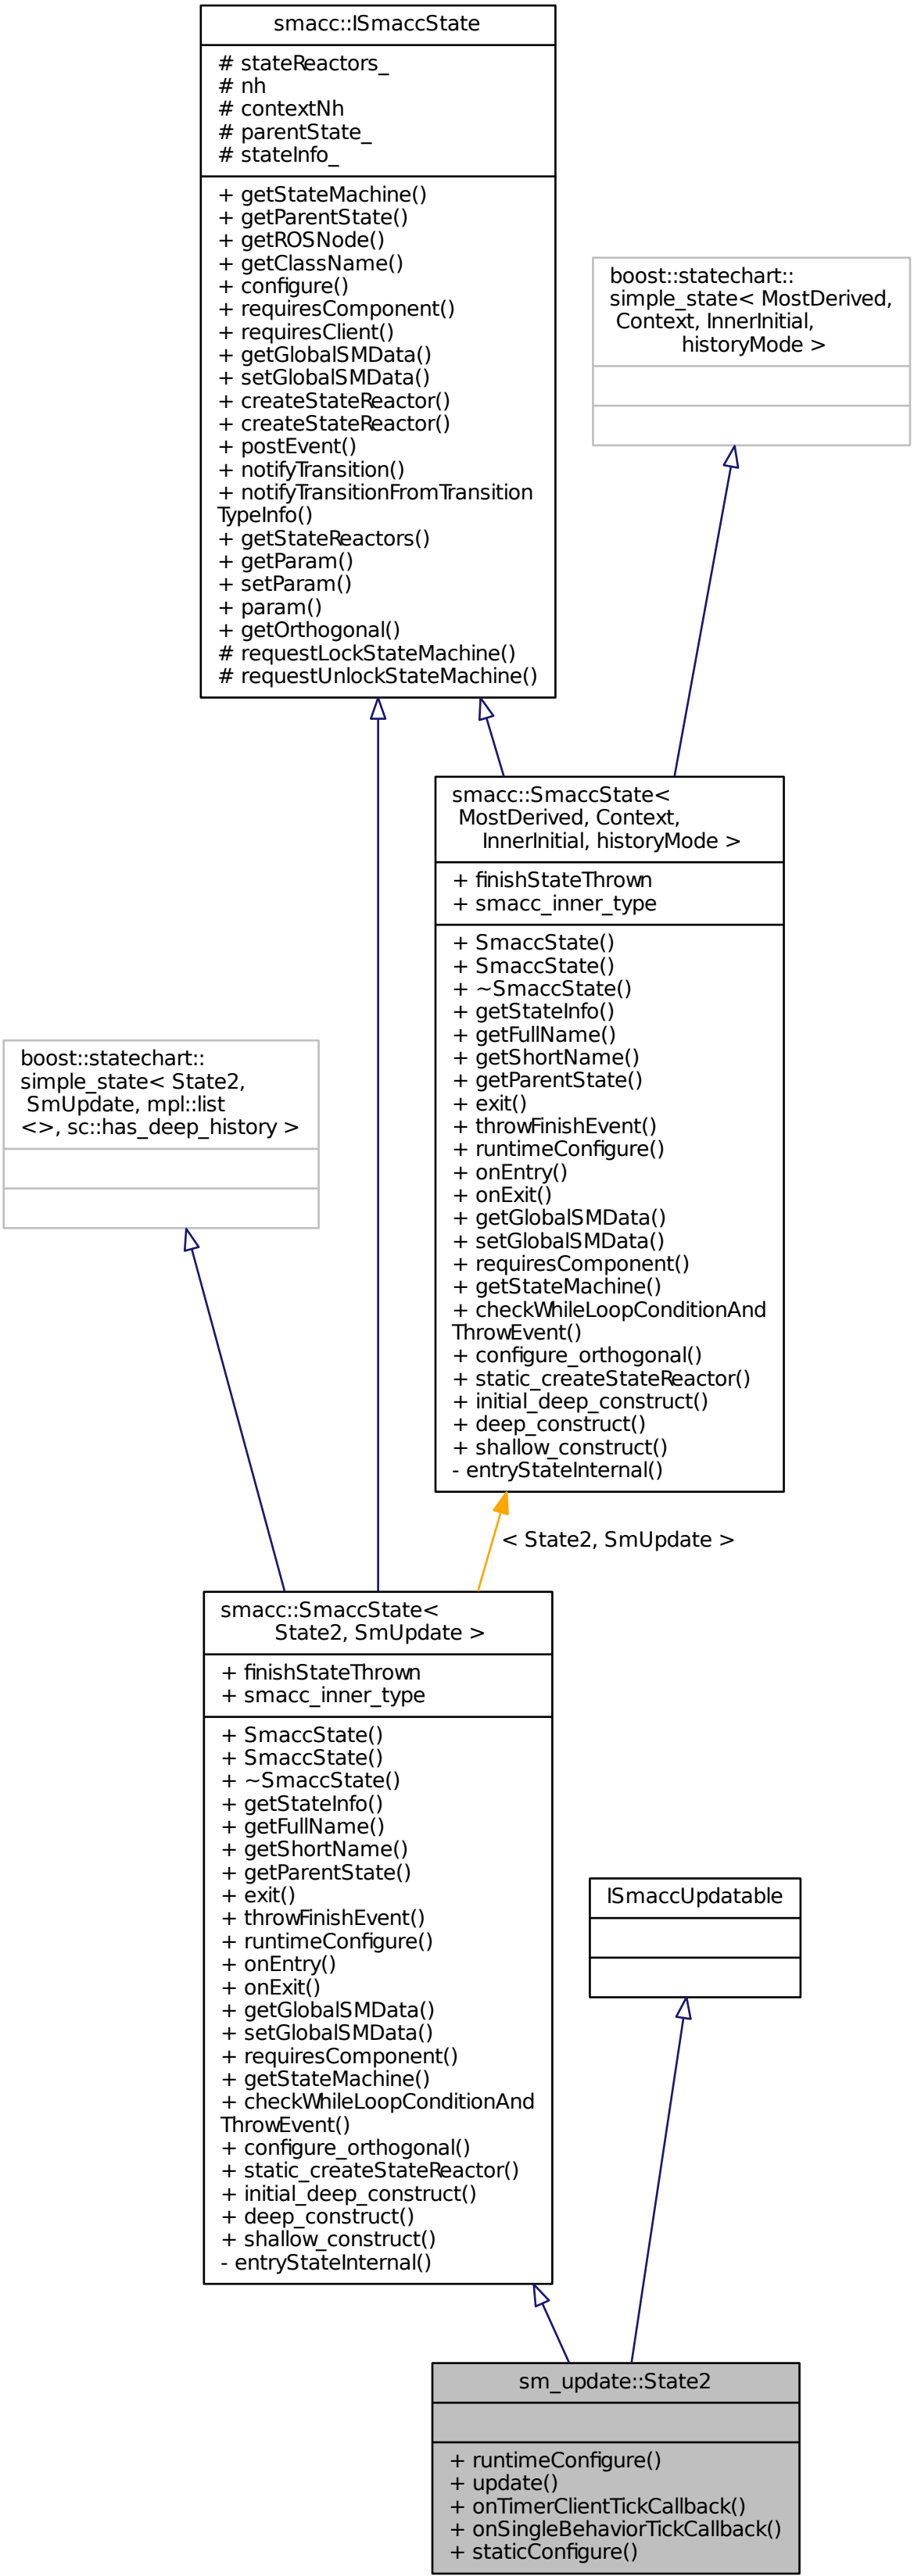 smacc::ISmaccState
# stateReactors_
# nh
# contextNh
# parentState_
# stateInfo_
+ getStateMachine()
+ getParentState()
+ getROSNode()
+ getClassName()
+ configure()
+ requiresComponent()
+ requiresClient()
+ getGlobalSMData()
+ setGlobalSMData()
+ createStateReactor()
+ createStateReactor()
+ postEvent()
+ notifyTransition()
+ notifyTransitionFromTransition
TypeInfo()
+ getStateReactors()
+ getParam()
+ setParam()
+ param()
+ getOrthogonal()
# requestLockStateMachine()
# requestUnlockStateMachine()
boost::statechart::
simple_state< MostDerived,
Context, InnerInitial,
historyMode >
smacc::SmaccState<
MostDerived, Context,
InnerInitial, historyMode >
+ finishStateThrown
+ smacc_inner_type
+ SmaccState()
+ SmaccState()
+ ~SmaccState()
+ getStateInfo()
+ getFullName()
+ getShortName()
+ getParentState()
+ exit()
+ throwFinishEvent()
+ runtimeConfigure()
+ onEntry()
+ onExit()
+ getGlobalSMData()
+ setGlobalSMData()
+ requiresComponent()
+ getStateMachine()
+ checkWhileLoopConditionAnd
ThrowEvent()
+ configure_orthogonal()
+ static_createStateReactor()
+ initial_deep_construct()
+ deep_construct()
+ shallow_construct()
- entryStateInternal()
boost::statechart::
simple_state< State2,
SmUpdate, mpl::list
<>, sc::has_deep_history >
< State2, SmUpdate >
smacc::SmaccState<
State2, SmUpdate >
+ finishStateThrown
+ smacc_inner_type
+ SmaccState()
+ SmaccState()
+ ~SmaccState()
+ getStateInfo()
+ getFullName()
+ getShortName()
+ getParentState()
+ exit()
+ throwFinishEvent()
+ runtimeConfigure()
+ onEntry()
+ onExit()
+ getGlobalSMData()
+ setGlobalSMData()
+ requiresComponent()
+ getStateMachine()
+ checkWhileLoopConditionAnd
ThrowEvent()
+ configure_orthogonal()
+ static_createStateReactor()
+ initial_deep_construct()
+ deep_construct()
+ shallow_construct()
- entryStateInternal()
ISmaccUpdatable
sm_update::State2
+ runtimeConfigure()
+ update()
+ onTimerClientTickCallback()
+ onSingleBehaviorTickCallback()
+ staticConfigure()